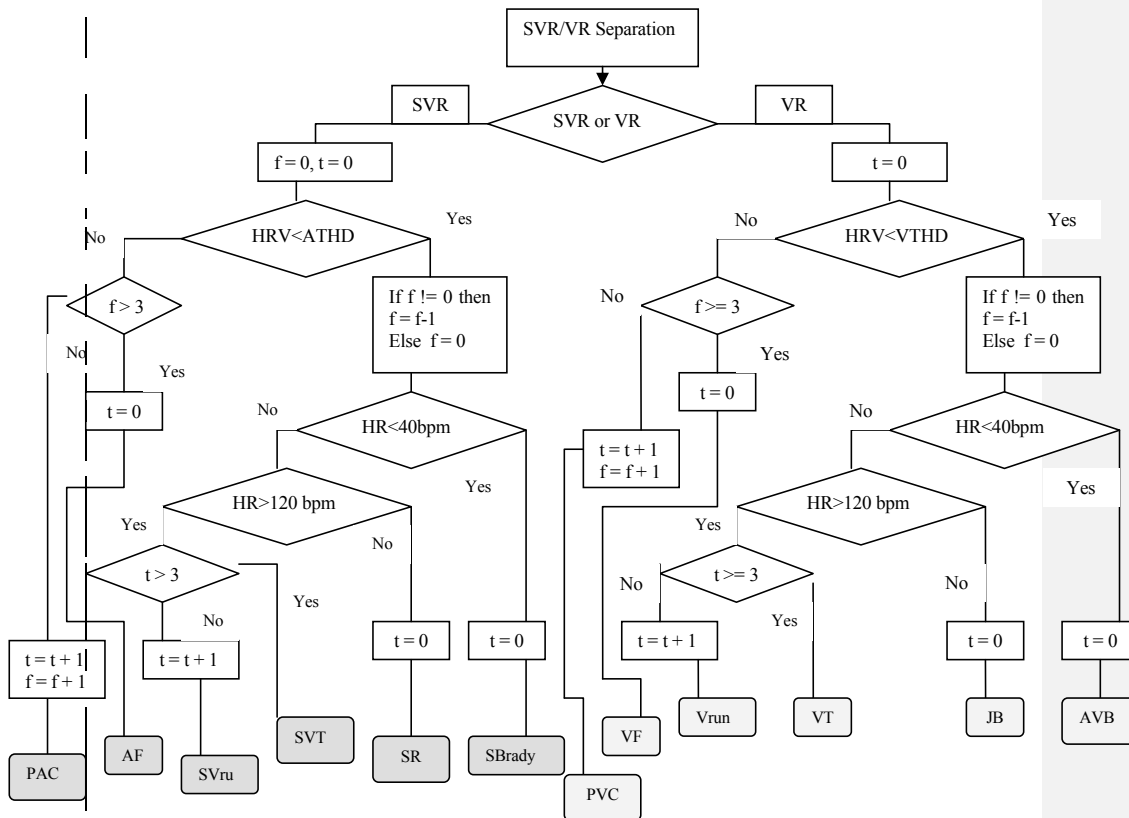 SVR/VR Separation
SVR
SVR or VR
VR
f = 0, t = 0
t = 0
No
HRV<ATHD
Yes
No
HRV<VTHD
Yes
f > 3
If f != 0 then
f = f-1
Else f = 0
No
f >= 3
If f != 0 then
f = f-1
Else f = 0
No
Yes
Yes
t = 0
t = 0
No
HR<40bpm
No
HR<40bpm
t = t + 1
f = f + 1
Yes
Yes
HR>120 bpm
HR>120 bpm
Yes
No
Yes
No
t > 3
Yes
No
t >= 3
No
Yes
t = t + 1
f = f + 1
t = t + 1
t = 0
t = 0
t = t + 1
t = 0
t = 0
PAC
AF
SVru
SVT
SR
SBrady
PVC
VF
Vrun
VT
JB
AVB